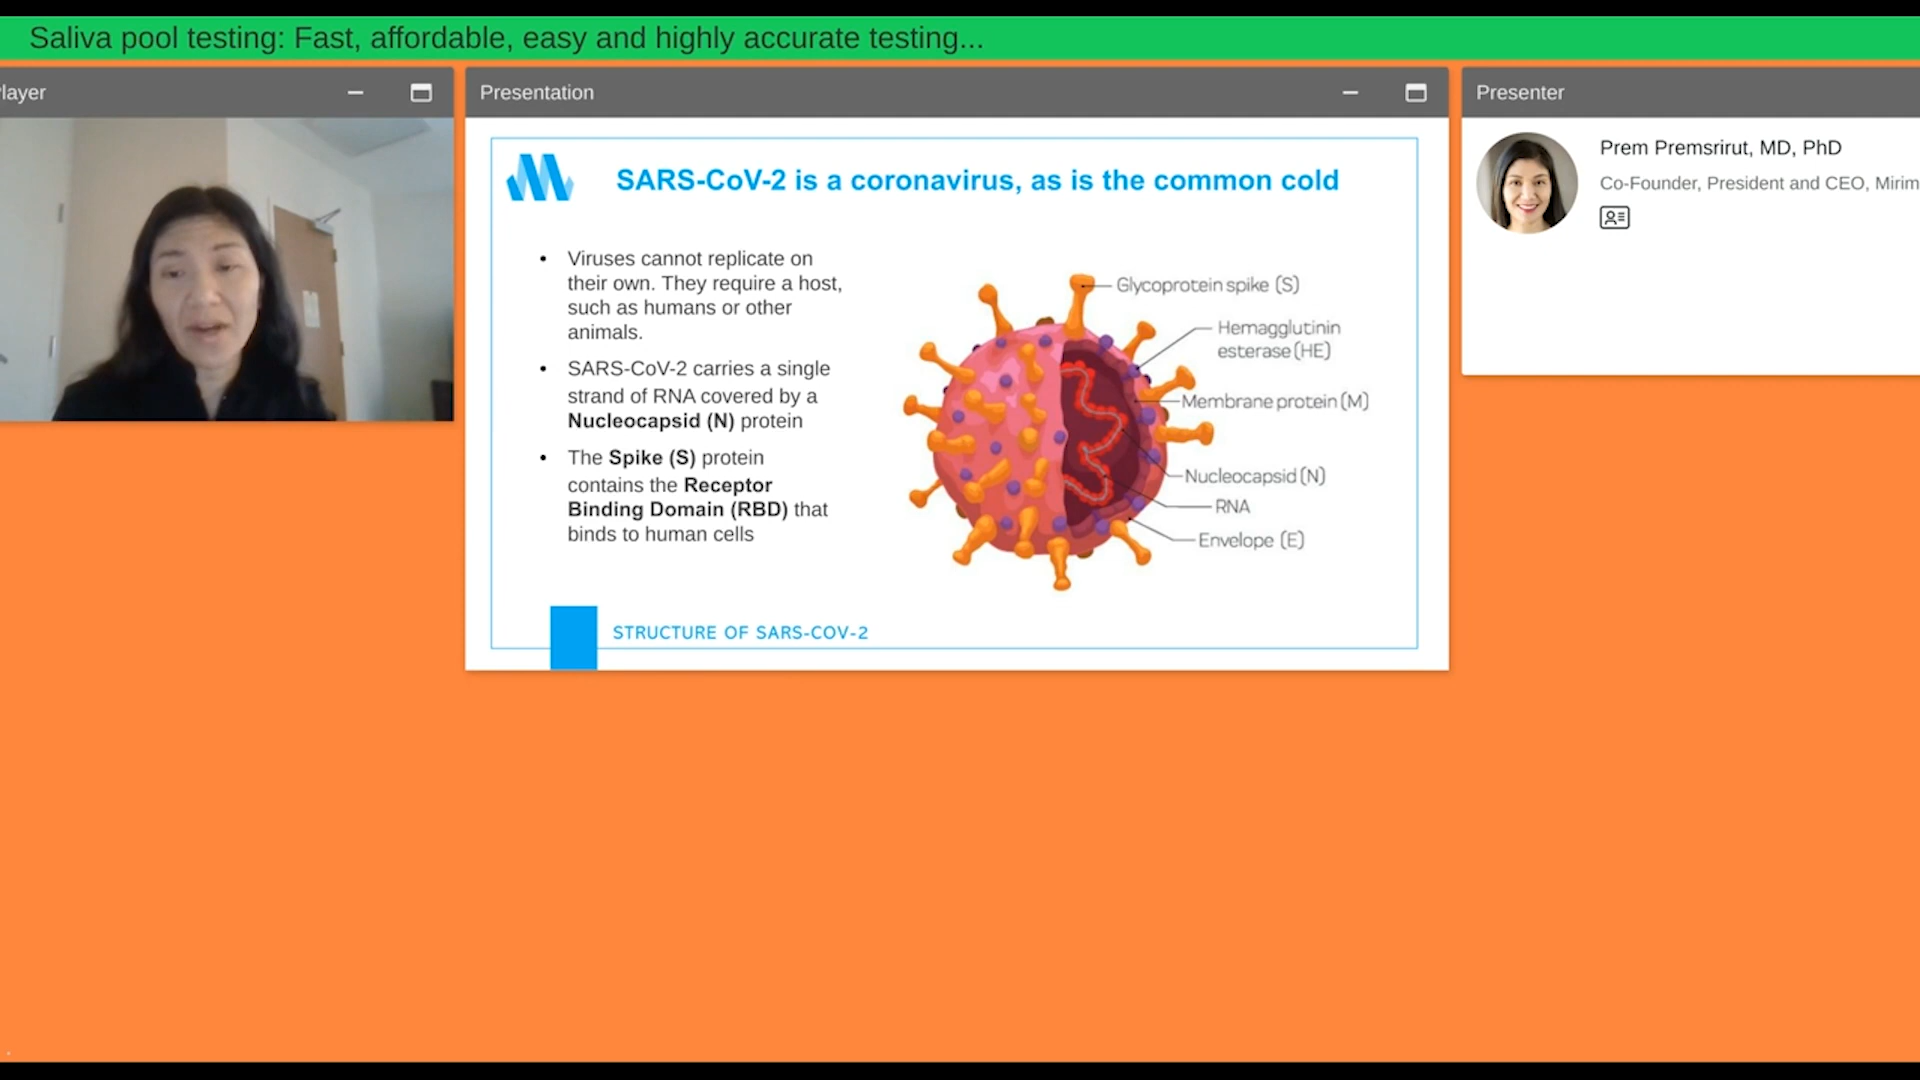 Saliva pool testing: Fast, affordable, easy and highly accurate testing...
layer
Presentation
SARS-CoV-2 is a coronavirus, as is the common cold
• Viruses cannot replicate on
their own. They require a host,
such as humans or other
animals.
• SARS-CoV-2 carries a single
strand of RNA covered by a
Nucleocapsid (N) protein
• The Spike (S) protein
contains the Receptor
Binding Domain (RBD) that
binds to human cells
Glycoprotein spike (S)
Hemagglutinin
esterase (HE)
Membrane protein (M)
Nucleocapsid (N)
RNA
Envelope (E)
STRUCTURE OF SARS-COV-2
Presenter
Prem Premsrirut, MD, PhD
Co-Founder, President and CEO, Mirim